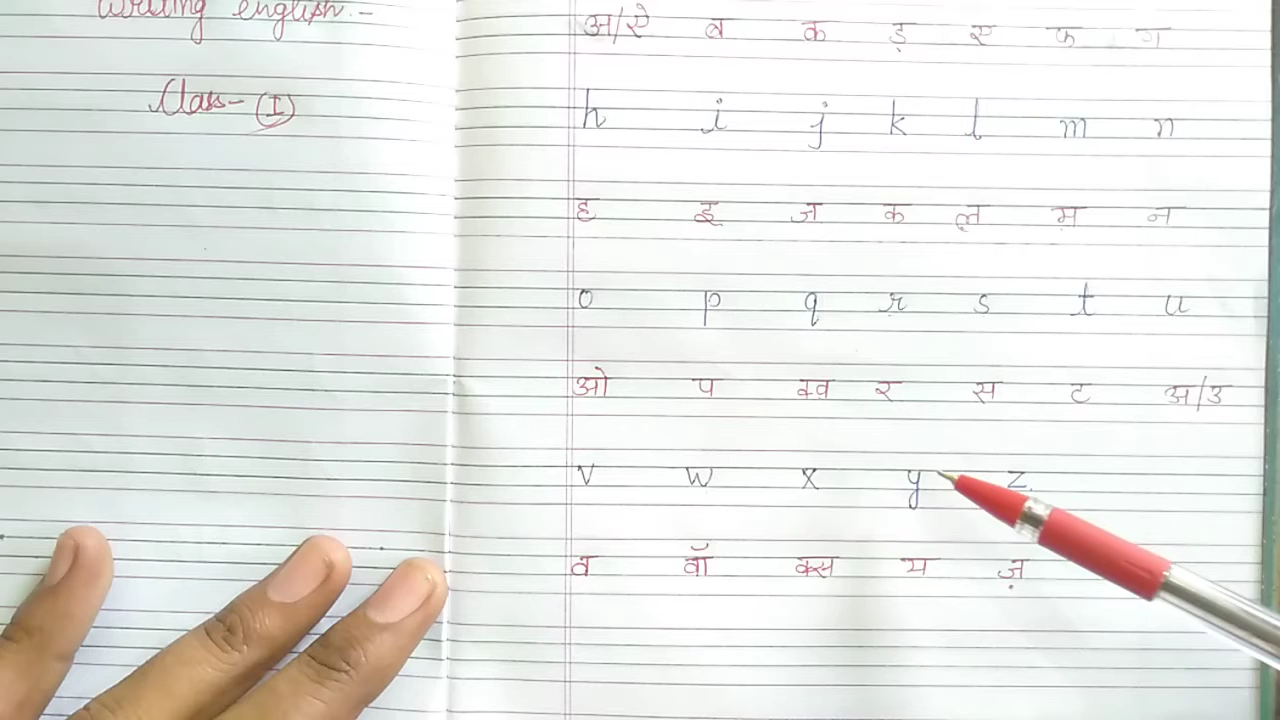 Writing english :-
Class - (I)
अ/ऐ ब क ड़ इ फ ग
h i j k l m n
ह इ ज क ल म न
o p q r s t u
ओ प क्व र स ट अ/उ
v w x y z.
व वॉ क्स य ज़